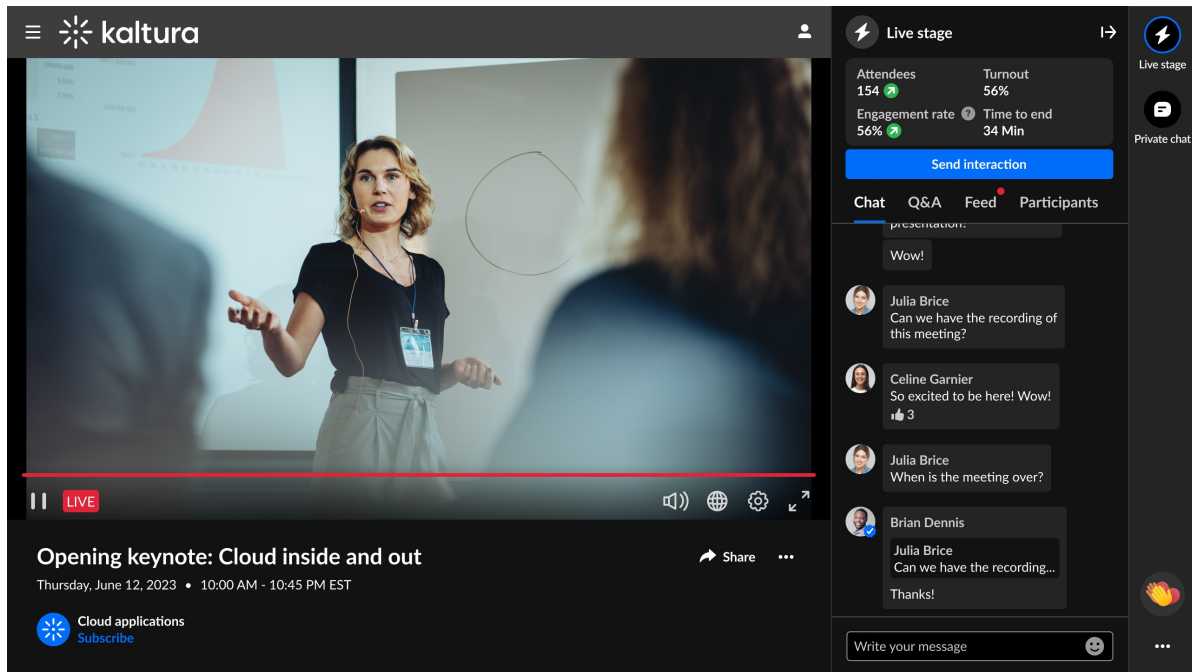 kaltura
LIVE
Opening keynote: Cloud inside and out
Share
Thursday, June 12, 2023 • 10:00 AM - 10:45 PM EST
Cloud applications
Subscribe
Live stage
Attendees
154
Turnout
56%
Engagement rate ?
56%
Time to end
34 Min
Send interaction
Chat Q&A Feed Participants
presentation?
Wow!
Julia Brice
Can we have the recording of
this meeting?
Celine Garnier
So excited to be here! Wow!
3
Julia Brice
When is the meeting over?
Brian Dennis
Julia Brice
Can we have the recording...
Thanks!
Write your message
Live stage
Private chat